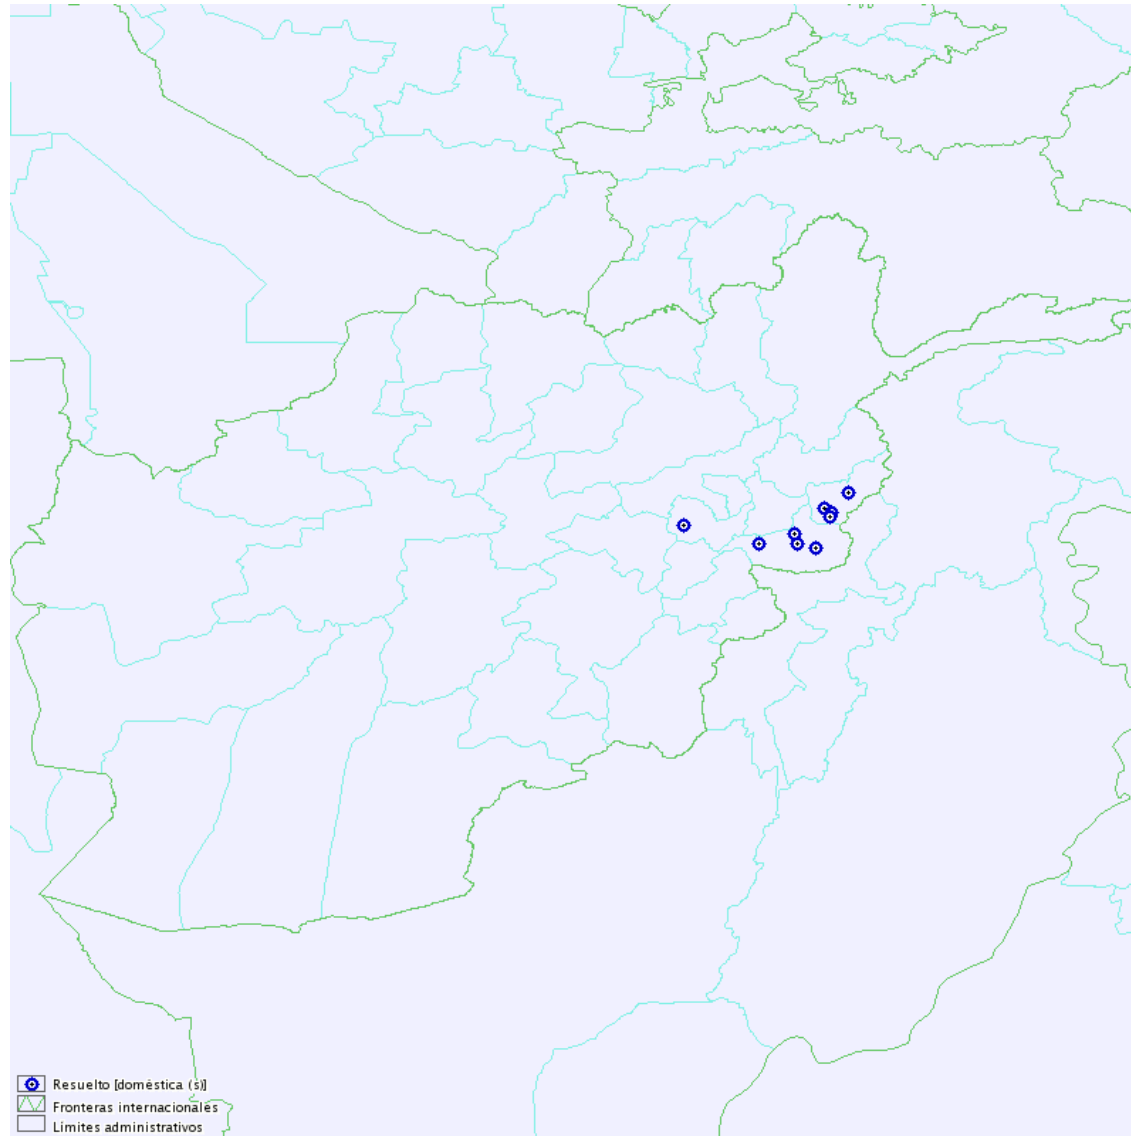 Resuelto [doméstica (s)]
Fronteras internacionales
Límites administrativos